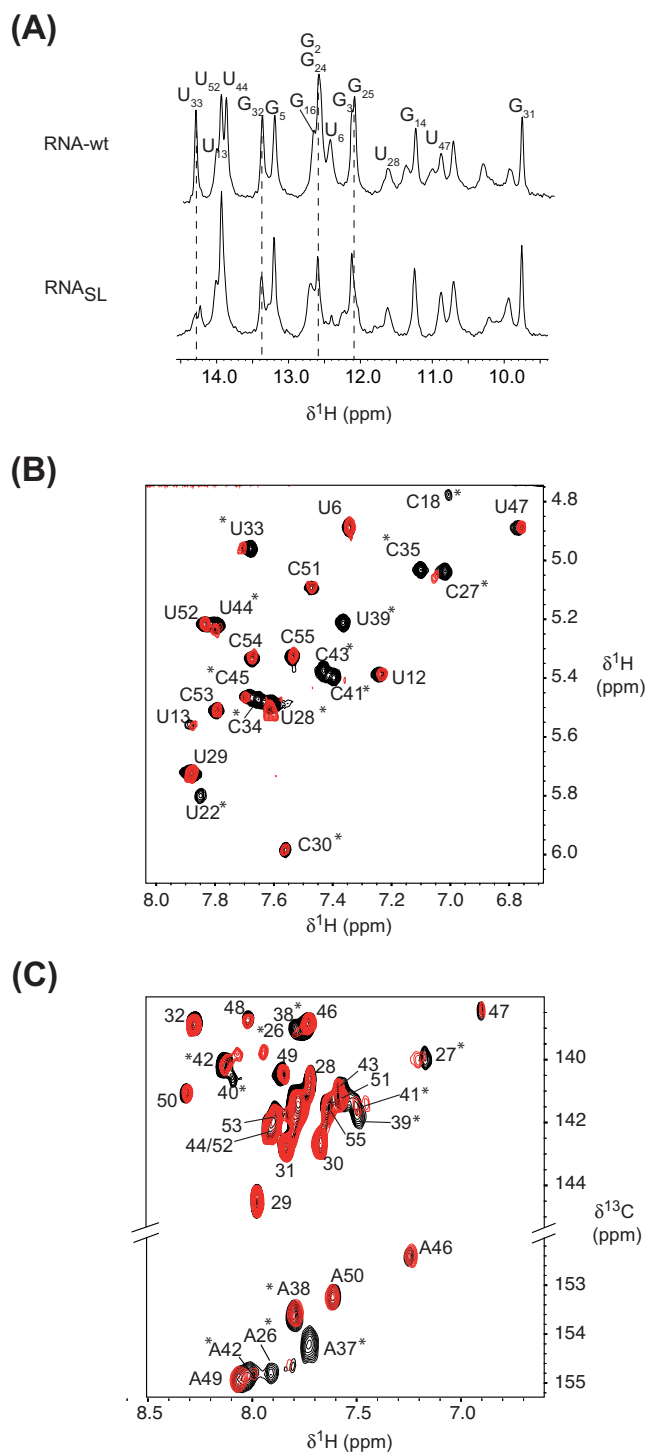 (A)
G₂
G₂₄
U₅₂ U₄₄ G₂₅
U₃₃ G₃₂ G₅ G₁₆ G₃ G₃₁
U₁₃ U₆ G₁₄
RNA-wt U₂₈ U₄₇
RNA_SL
14.0 13.0 12.0 11.0 10.0
δ¹H (ppm)
(B)
C18* 4.8
*U33 U6 U47
*C35 5.0
C51 C27*
U52 U44* U39* 5.2
C54 C55 C43* δ¹H
*C45 C41* U12 (ppm)
5.4
C53 *C34 U28*
U13 5.6
U29
U22* 5.8
C30* 6.0
8.0 7.8 7.6 7.4 7.2 7.0 6.8
δ¹H (ppm)
(C)
32 48 38* 46 47
*26
*42 49 28 43 27* 140
50 40* 51
53 41* 142
44/52 55 39*
31 30
144
29 δ¹³C
(ppm)
A46
*A38 A50 153
*A42 A26* A37* 154
A49 155
8.5 8.0 7.5 7.0
δ¹H (ppm)